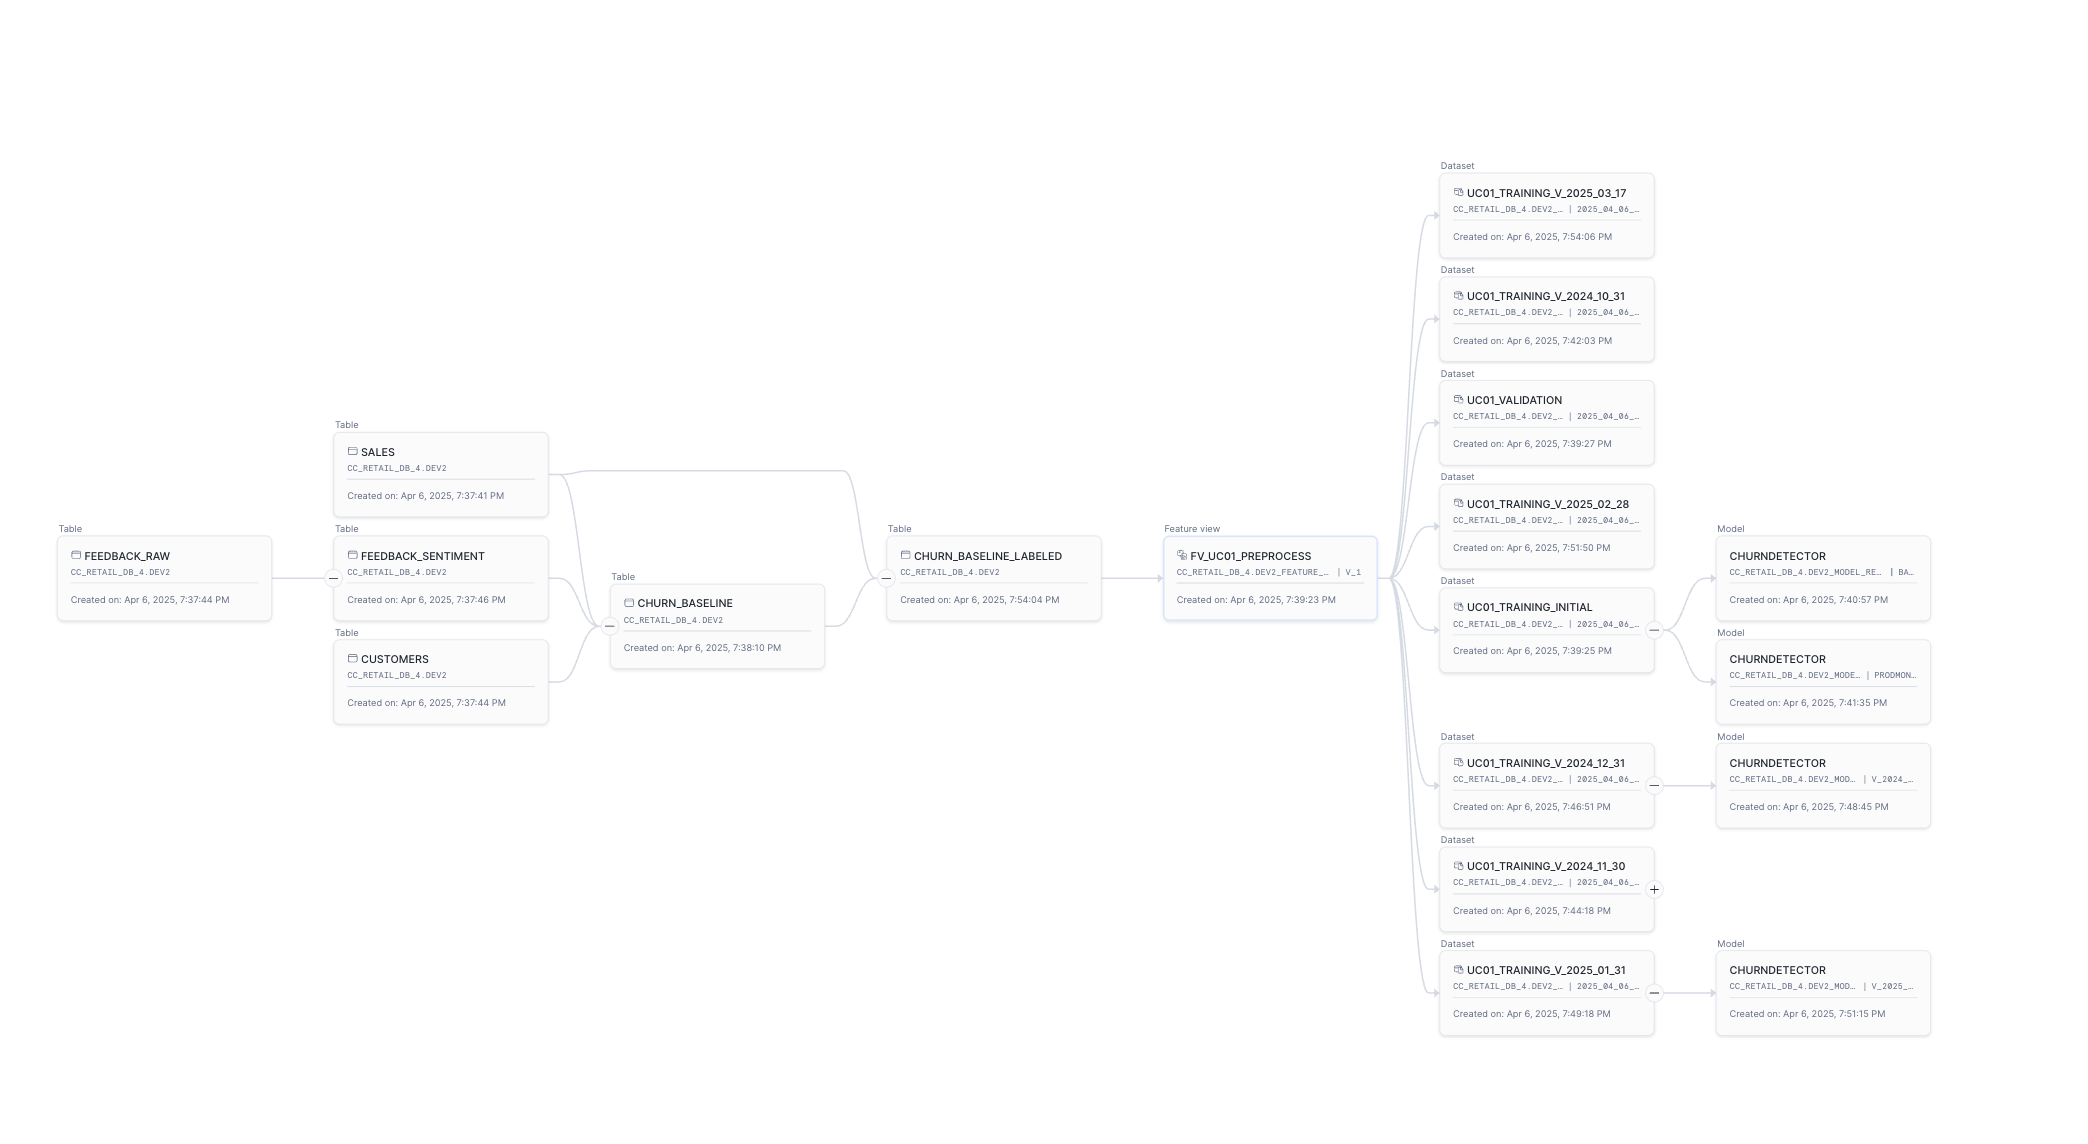 Table
FEEDBACK_RAW
CC_RETAIL_DB_4.DEV2
Created on: Apr 6, 2025, 7:37:44 PM
Table
SALES
CC_RETAIL_DB_4.DEV2
Created on: Apr 6, 2025, 7:37:41 PM
Table
FEEDBACK_SENTIMENT
CC_RETAIL_DB_4.DEV2
Created on: Apr 6, 2025, 7:37:46 PM
Table
CUSTOMERS
CC_RETAIL_DB_4.DEV2
Created on: Apr 6, 2025, 7:37:44 PM
Table
CHURN_BASELINE
CC_RETAIL_DB_4.DEV2
Created on: Apr 6, 2025, 7:38:10 PM
Table
CHURN_BASELINE_LABELED
CC_RETAIL_DB_4.DEV2
Created on: Apr 6, 2025, 7:54:04 PM
Feature view
FV_UC01_PREPROCESS
CC_RETAIL_DB_4.DEV2_FEATURE_… | V_1
Created on: Apr 6, 2025, 7:39:23 PM
Dataset
UC01_TRAINING_V_2025_03_17
CC_RETAIL_DB_4.DEV2_… | 2025_04_06_…
Created on: Apr 6, 2025, 7:54:06 PM
Dataset
UC01_TRAINING_V_2024_10_31
CC_RETAIL_DB_4.DEV2_… | 2025_04_06_…
Created on: Apr 6, 2025, 7:42:03 PM
Dataset
UC01_VALIDATION
CC_RETAIL_DB_4.DEV2_… | 2025_04_06_…
Created on: Apr 6, 2025, 7:39:27 PM
Dataset
UC01_TRAINING_V_2025_02_28
CC_RETAIL_DB_4.DEV2_… | 2025_04_06_…
Created on: Apr 6, 2025, 7:51:50 PM
Dataset
UC01_TRAINING_INITIAL
CC_RETAIL_DB_4.DEV2_… | 2025_04_06_…
Created on: Apr 6, 2025, 7:39:25 PM
Dataset
UC01_TRAINING_V_2024_12_31
CC_RETAIL_DB_4.DEV2_… | 2025_04_06_…
Created on: Apr 6, 2025, 7:46:51 PM
Dataset
UC01_TRAINING_V_2024_11_30
CC_RETAIL_DB_4.DEV2_… | 2025_04_06_…
Created on: Apr 6, 2025, 7:44:18 PM
Dataset
UC01_TRAINING_V_2025_01_31
CC_RETAIL_DB_4.DEV2_… | 2025_04_06_…
Created on: Apr 6, 2025, 7:49:18 PM
Model
CHURNDETECTOR
CC_RETAIL_DB_4.DEV2_MODEL_RE… | BA…
Created on: Apr 6, 2025, 7:40:57 PM
Model
CHURNDETECTOR
CC_RETAIL_DB_4.DEV2_MODE… | PRODMON…
Created on: Apr 6, 2025, 7:41:35 PM
Model
CHURNDETECTOR
CC_RETAIL_DB_4.DEV2_MOD… | V_2024_…
Created on: Apr 6, 2025, 7:48:45 PM
Model
CHURNDETECTOR
CC_RETAIL_DB_4.DEV2_MOD… | V_2025_…
Created on: Apr 6, 2025, 7:51:15 PM